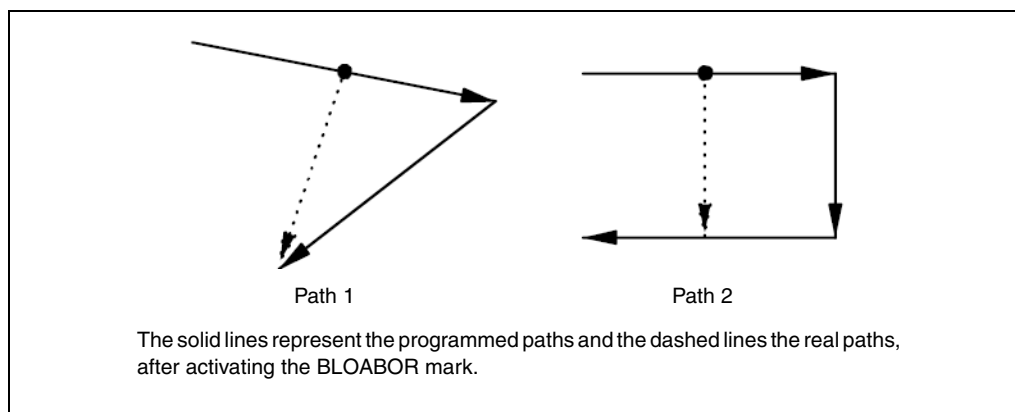 Path 1 Path 2
The solid lines represent the programmed paths and the dashed lines the real paths,
after activating the BLOABOR mark.